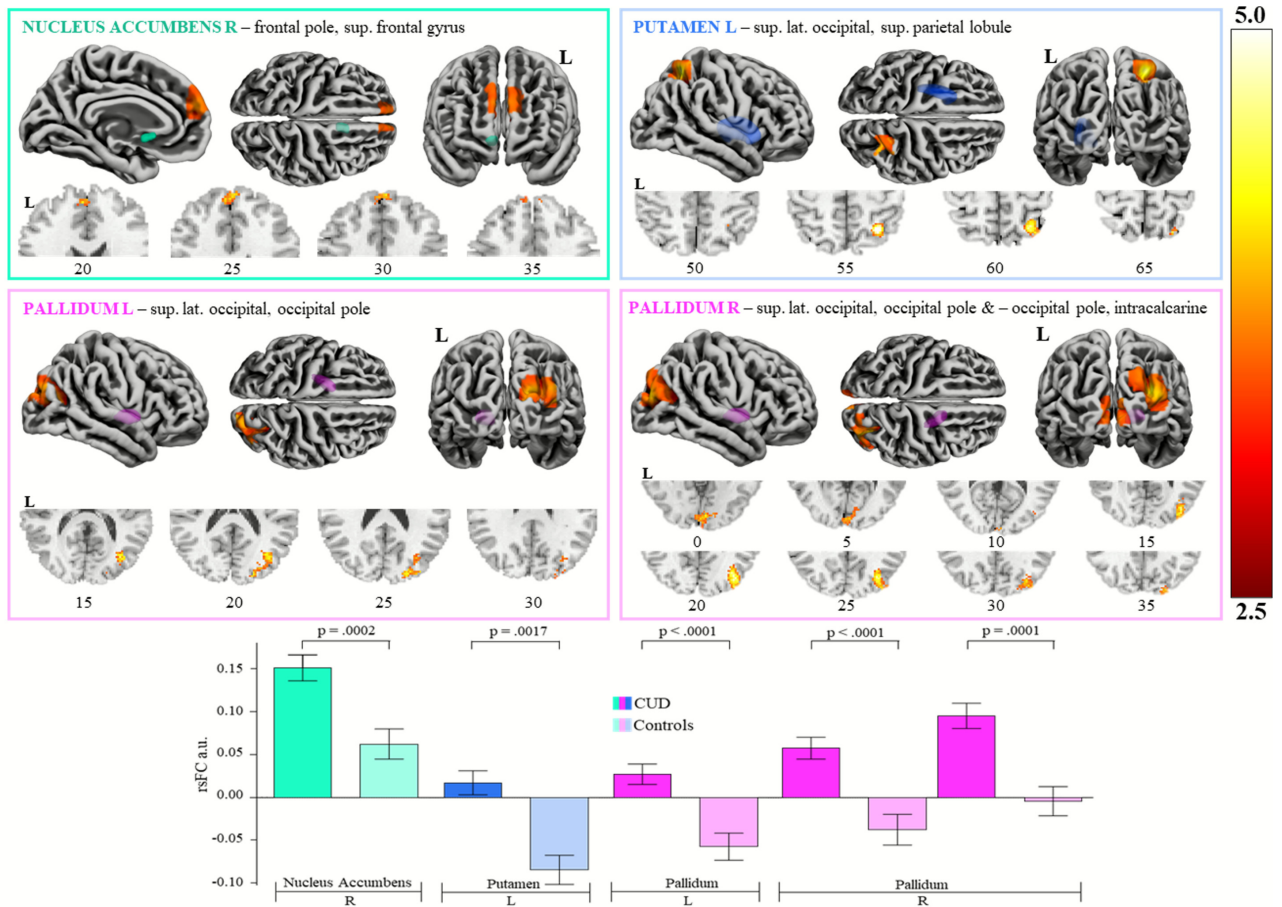 NUCLEUS ACCUMBENS R – frontal pole, sup. frontal gyrus
L
L
20 25 30 35
PUTAMEN L – sup. lat. occipital, sup. parietal lobule
L
L
50 55 60 65
5.0
2.5
PALLIDUM L – sup. lat. occipital, occipital pole
L
L
15 20 25 30
PALLIDUM R – sup. lat. occipital, occipital pole & – occipital pole, intracalcarine
L
L
0 5 10 15
20 25 30 35
p = .0002 p = .0017 p < .0001 p < .0001 p = .0001
rsFC a.u.
0.15
0.10
0.05
0.00
-0.05
-0.10
CUD
Controls
Nucleus Accumbens Putamen Pallidum Pallidum
R L L R